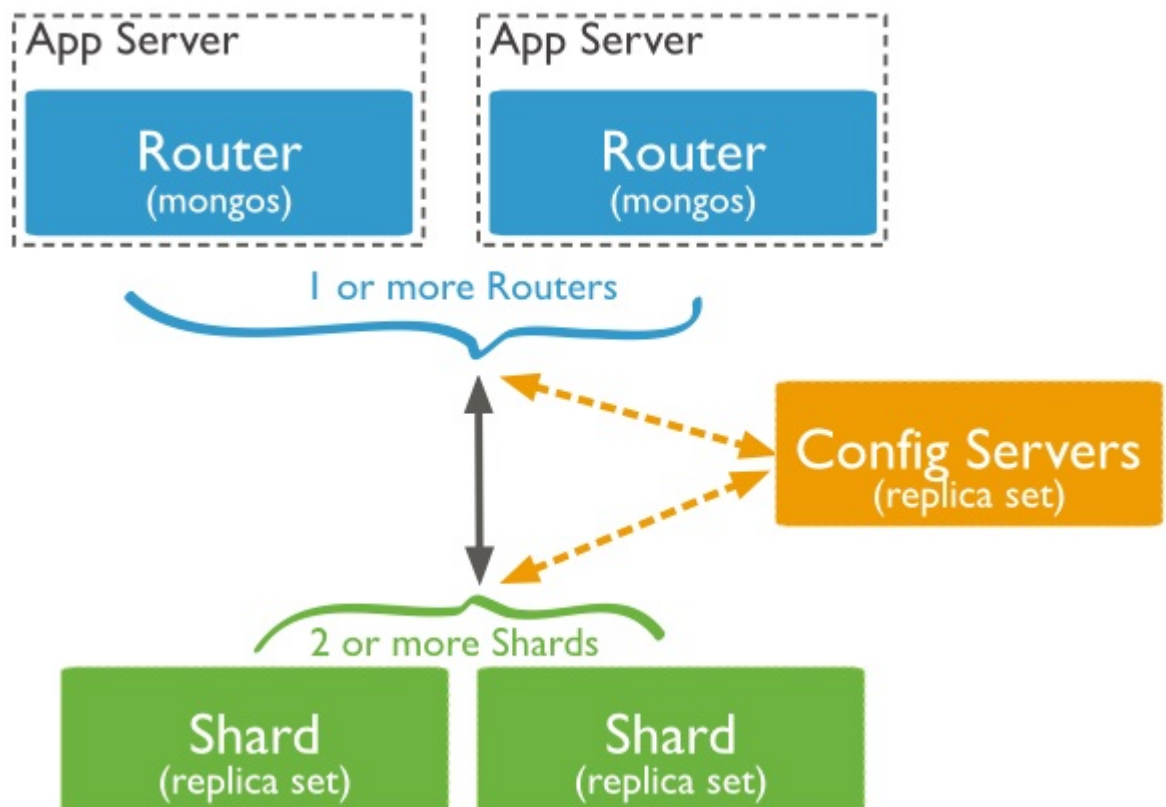 App Server
App Server
Router
(mongos)
Router
(mongos)
1 or more Routers
Config Servers
(replica set)
2 or more Shards
Shard
(replica set)
Shard
(replica set)